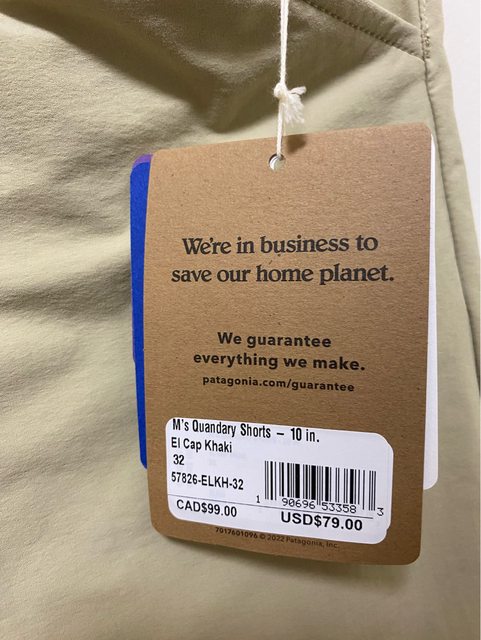 We're in business to
save our home planet.
We guarantee
everything we make.
patagonia.com/guarantee
M's Quandary Shorts – 10 in.
El Cap Khaki
32
57826-ELKH-32
1 90696 53358 3
CAD$99.00
USD$79.00
7017601096 © 2022 Patagonia, Inc.